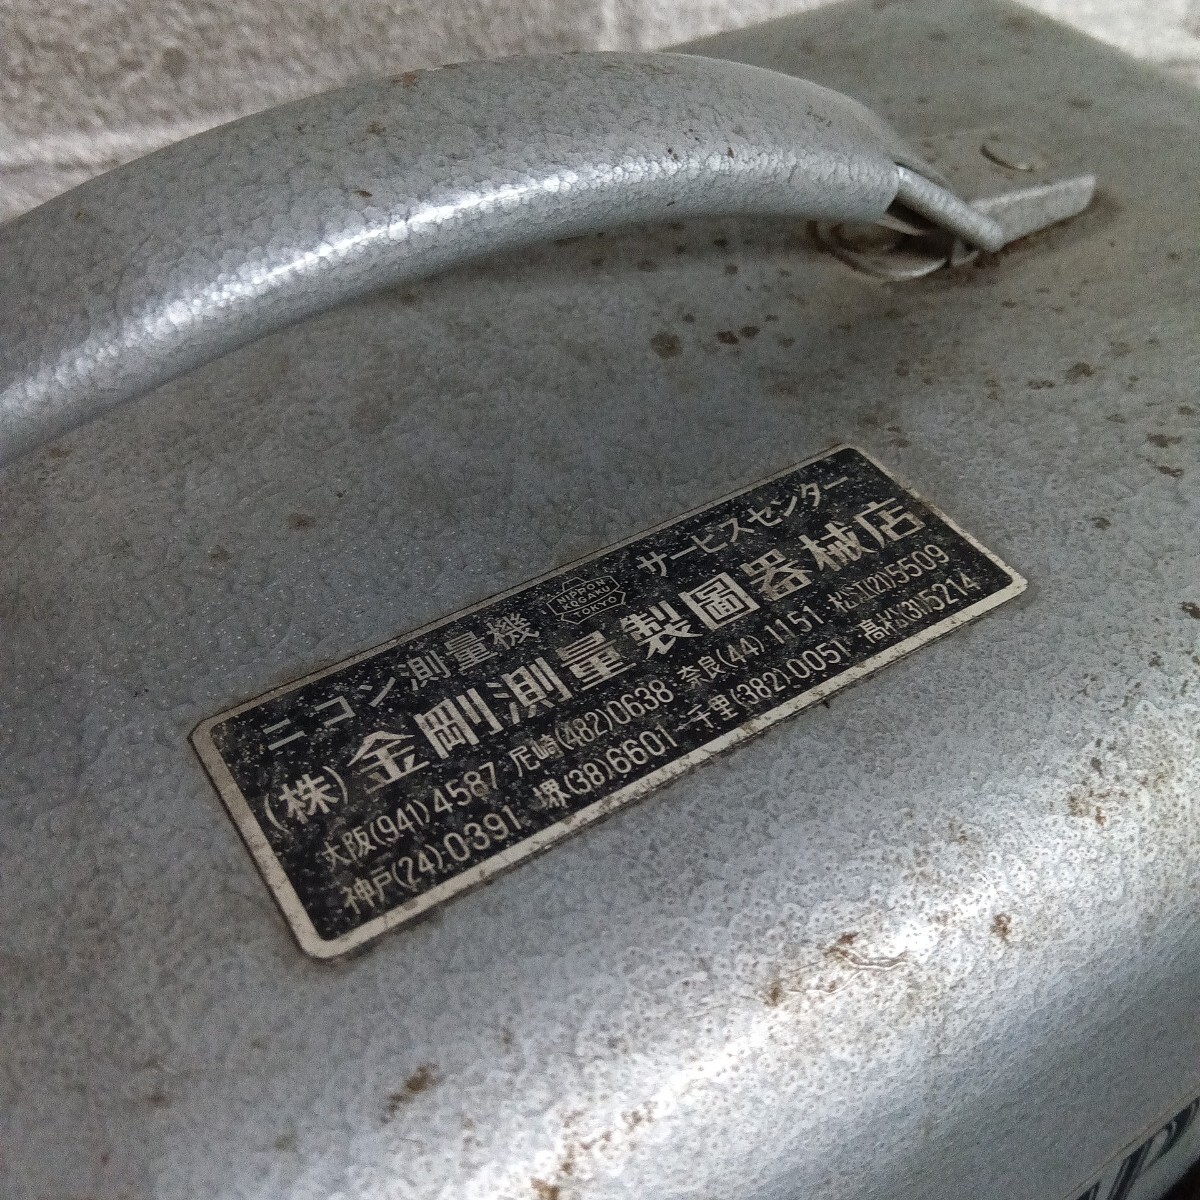 ニコン測量機 NIPPON KOGAKU TOKYO サービスセンター
(株)金剛測量製圖器械店
大阪(941)4587 尼崎(482)0638 奈良(44)1151 松江(21)5509
神戸(24)0391 堺(38)6601 千里(382)0051 高松(31)5214